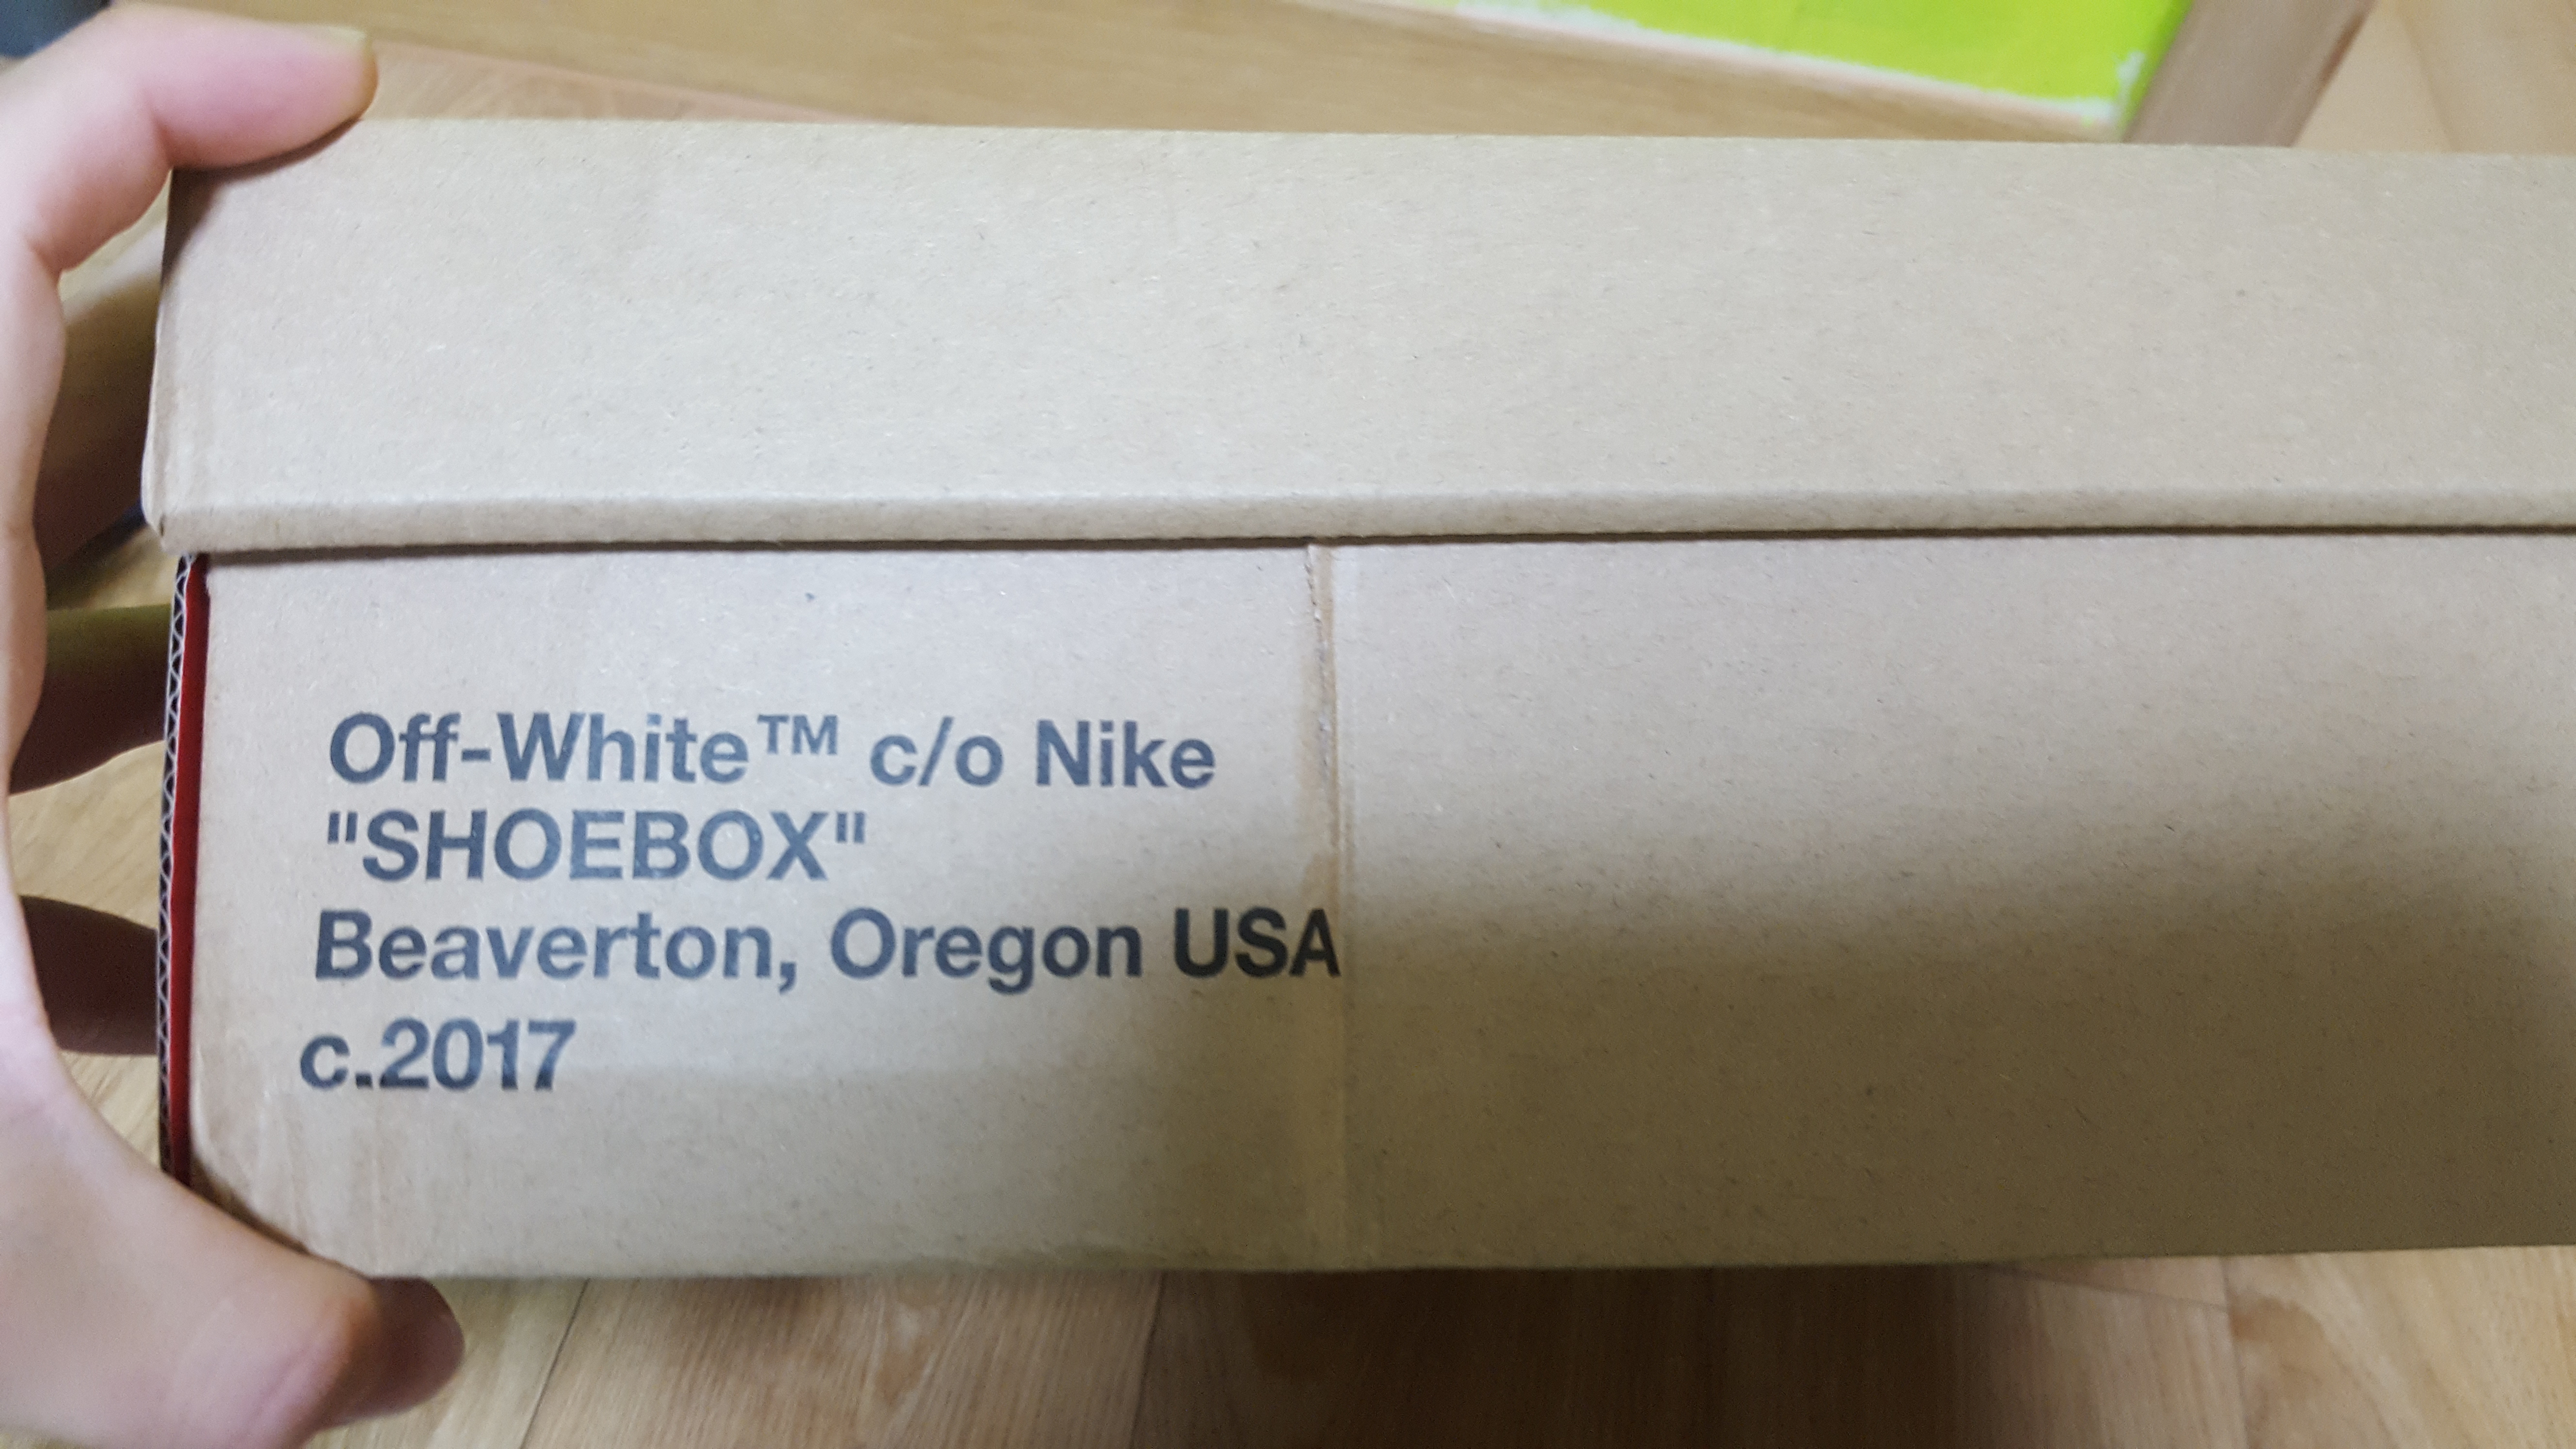 Off-White™ c/o Nike
"SHOEBOX"
Beaverton, Oregon USA
c.2017